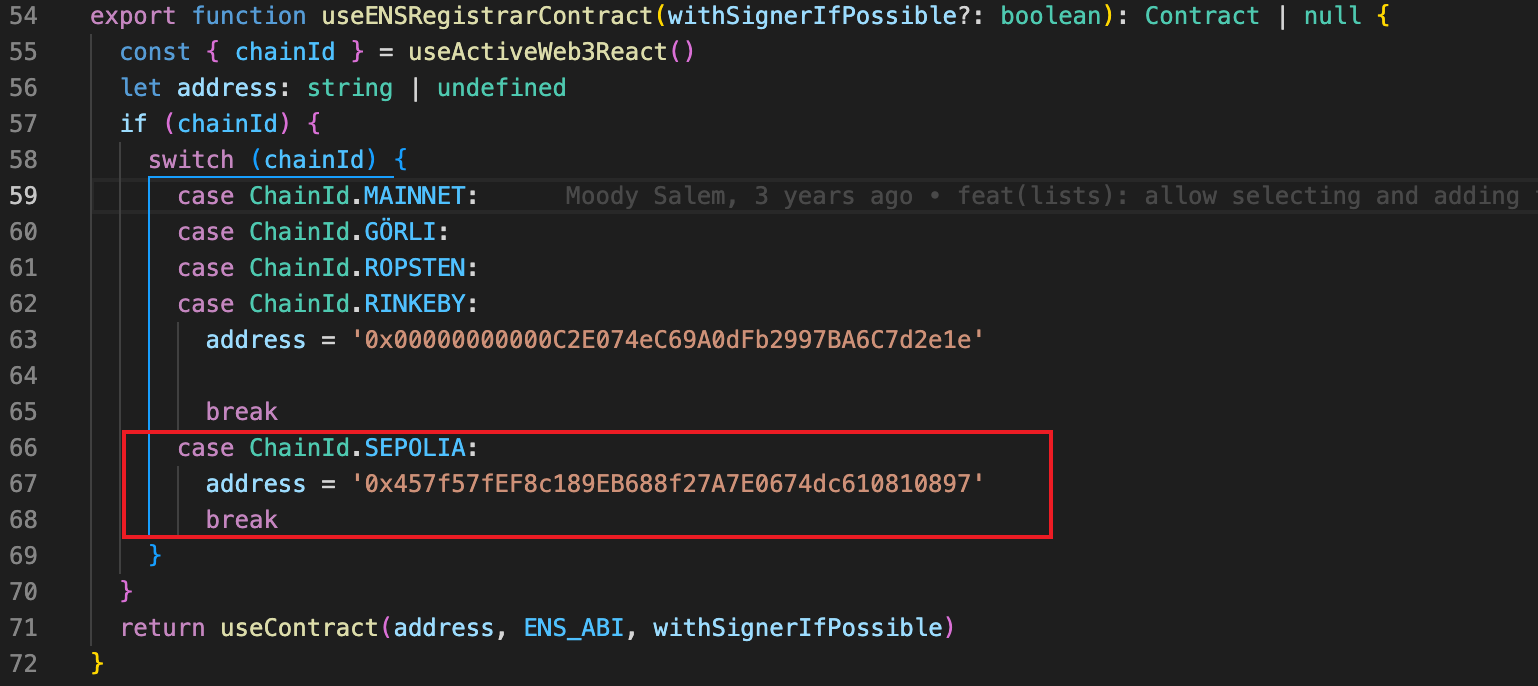 54 export function useENSRegistrarContract(withSignerIfPossible?: boolean): Contract | null {
55 const { chainId } = useActiveWeb3React()
56 let address: string | undefined
57 if (chainId) {
58 switch (chainId) {
59 case ChainId.MAINNET: Moody Salem, 3 years ago • feat(lists): allow selecting and adding
60 case ChainId.GÖRLI:
61 case ChainId.ROPSTEN:
62 case ChainId.RINKEBY:
63 address = '0x00000000000C2E074eC69A0dFb2997BA6C7d2e1e'
64
65 break
66 case ChainId.SEPOLIA:
67 address = '0x457f57fEF8c189EB688f27A7E0674dc610810897'
68 break
69 }
70 }
71 return useContract(address, ENS_ABI, withSignerIfPossible)
72 }